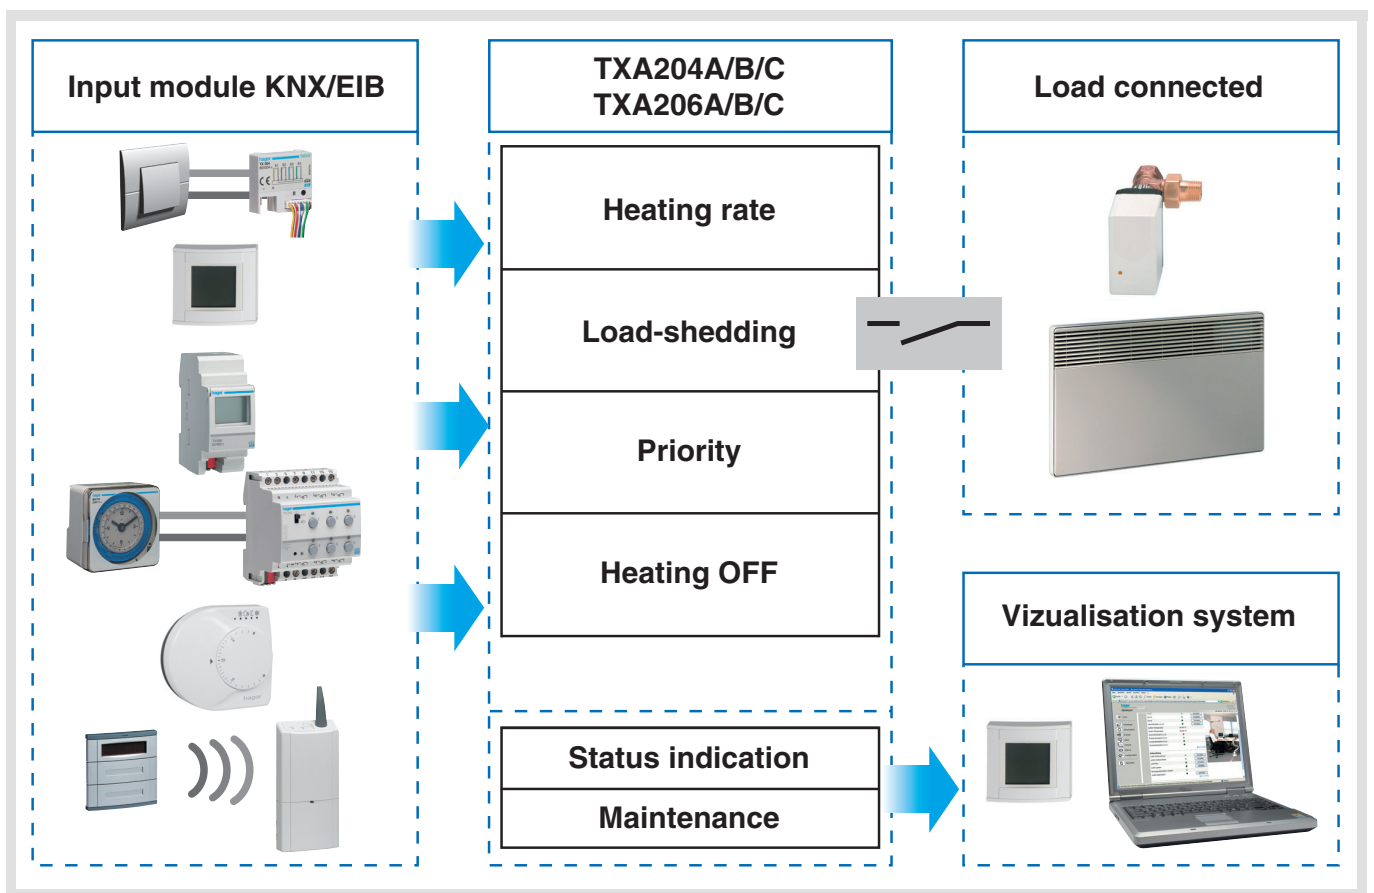 Input module KNX/EIB
TXA204A/B/C
TXA206A/B/C
Load connected
Heating rate
Load-shedding
Priority
Heating OFF
Vizualisation system
Status indication
Maintenance
hager